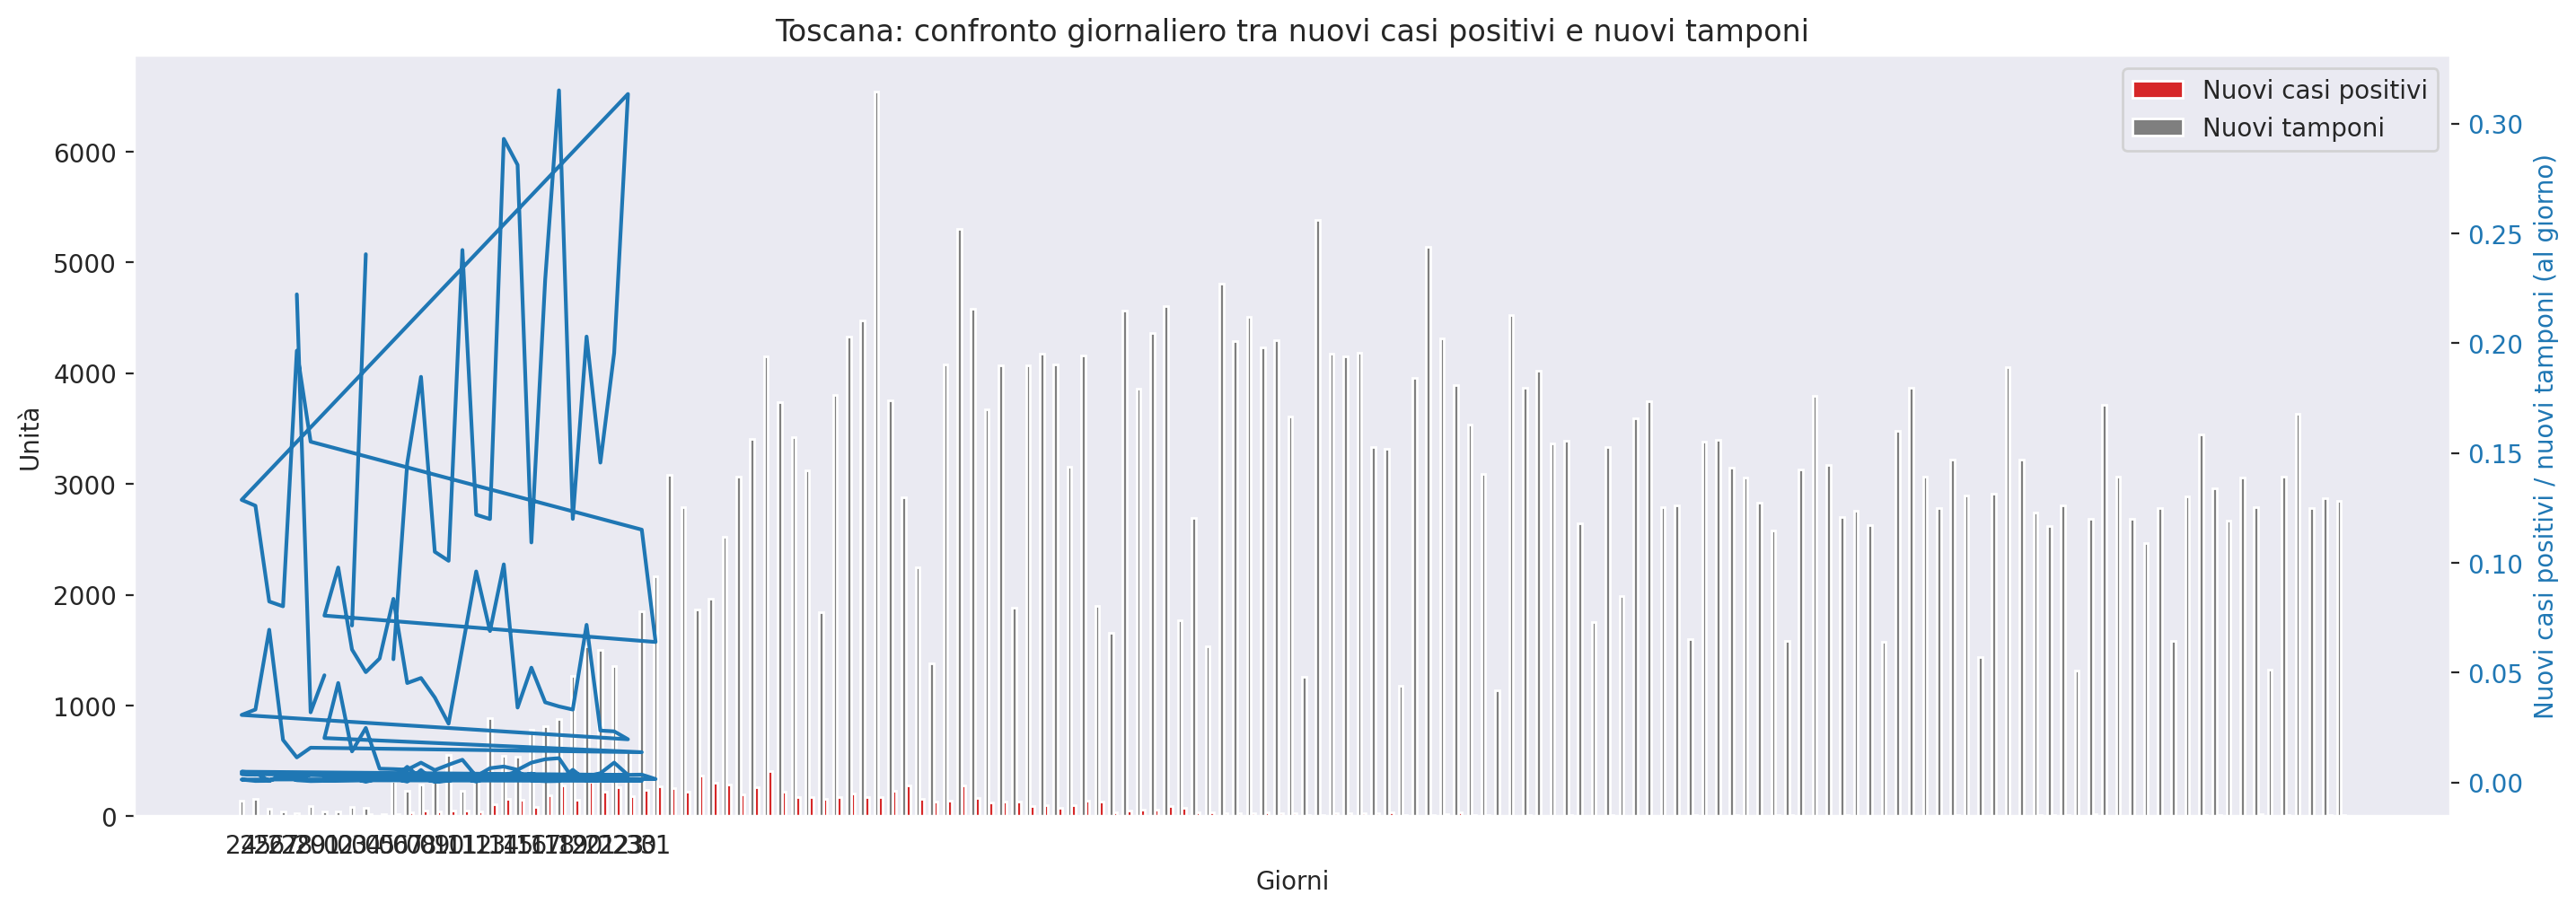 Toscana: confronto giornaliero tra nuovi casi positivi e nuovi tamponi
Nuovi casi positivi
Nuovi tamponi
Unità
6000
5000
4000
3000
2000
1000
0
0.30
0.25
0.20
0.15
0.10
0.05
0.00
Nuovi casi positivi / nuovi tamponi (al giorno)
Giorni